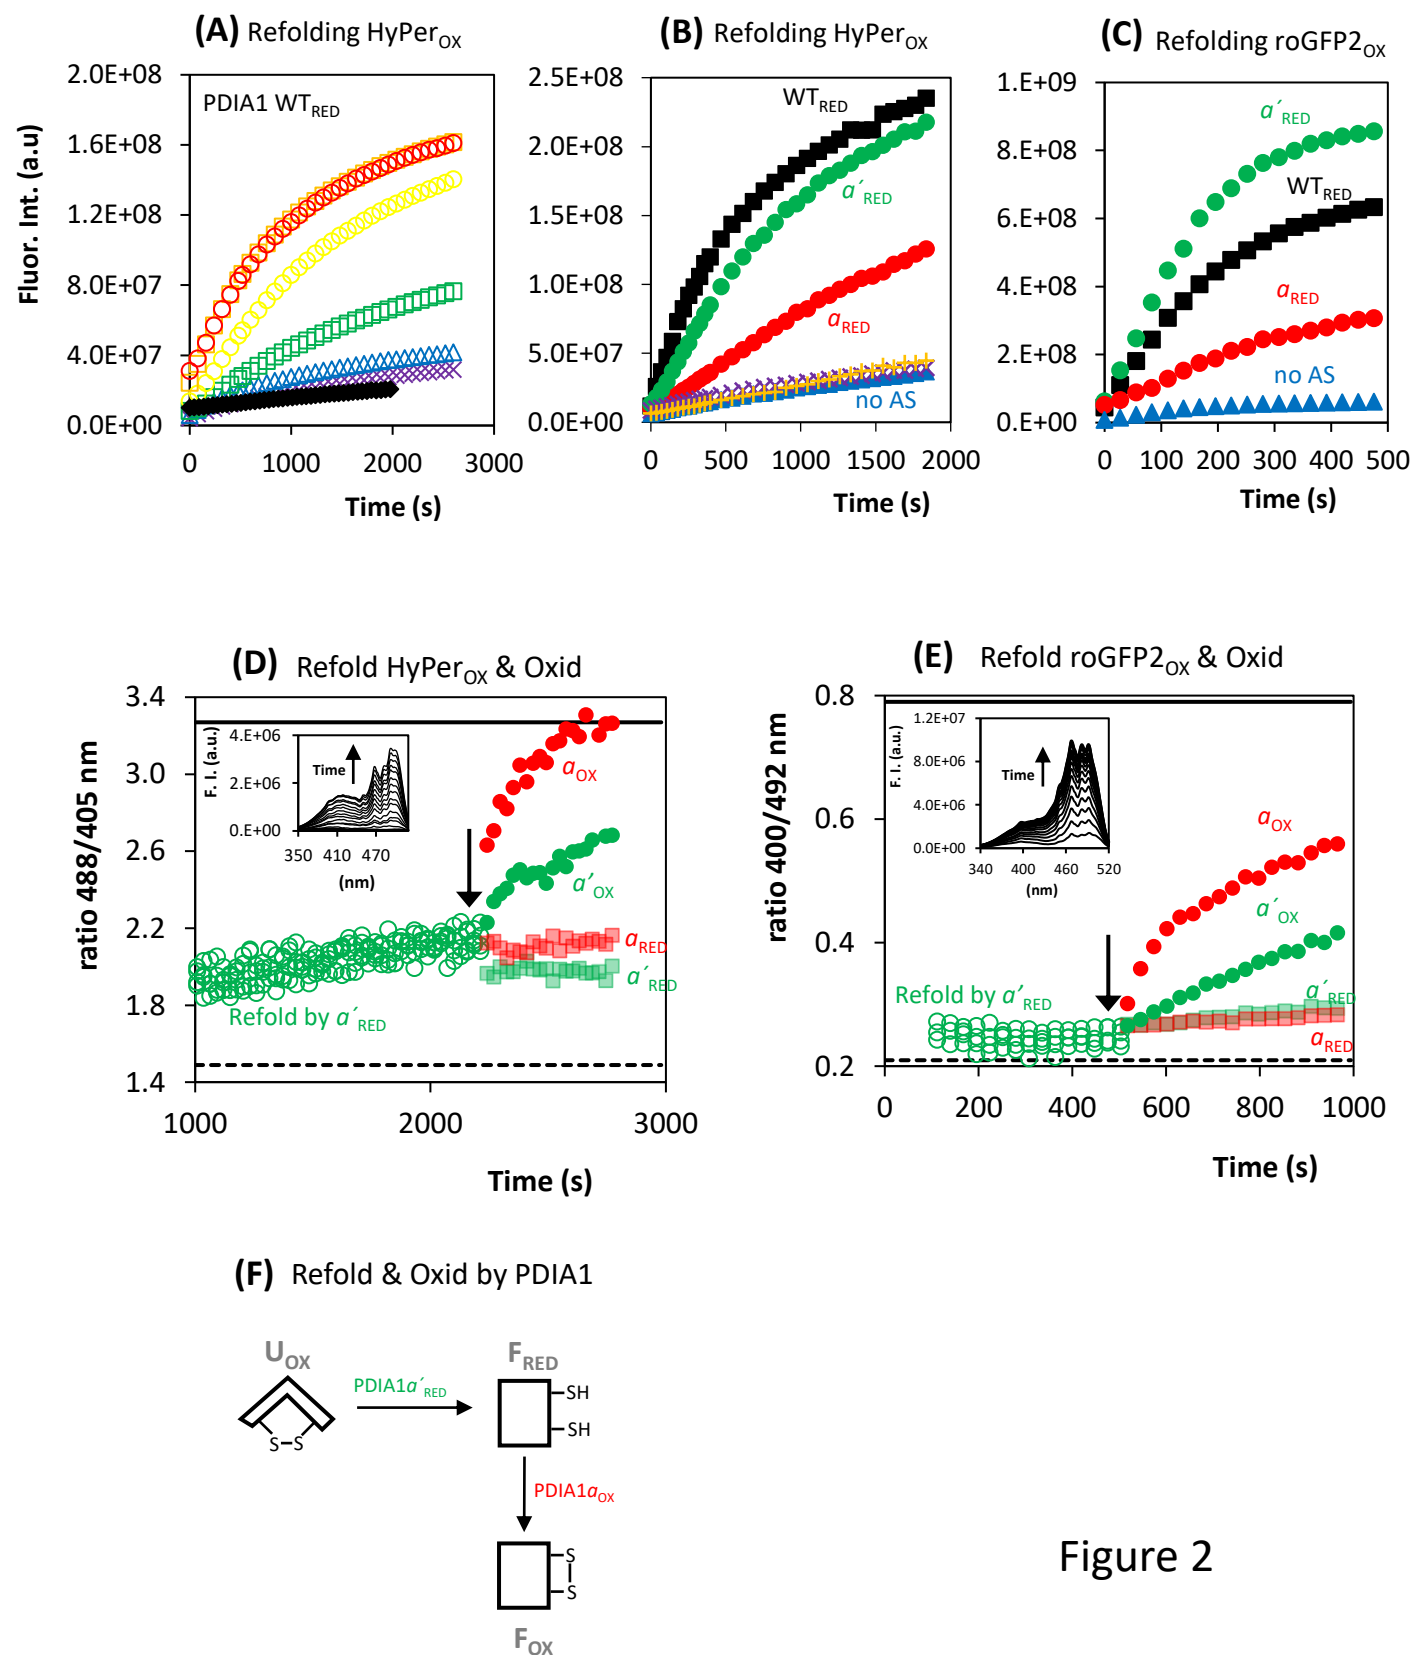 (A) Refolding HyPerOX
2.0E+08
1.6E+08
1.2E+08
8.0E+07
4.0E+07
0.0E+00
Fluor. Int. (a.u)
PDIA1 WTRED
0 1000 2000 3000
Time (s)
(B) Refolding HyPerOX
2.5E+08
2.0E+08
1.5E+08
1.0E+08
5.0E+07
0.0E+00
WTRED
a´RED
aRED
no AS
0 500 1000 1500 2000
Time (s)
(C) Refolding roGFP2OX
1.E+09
8.E+08
6.E+08
4.E+08
2.E+08
0.E+00
a´RED
WTRED
aRED
no AS
0 100 200 300 400 500
Time (s)
(D) Refold HyPerOX & Oxid
3.4
3.0
2.6
2.2
1.8
1.4
ratio 488/405 nm
4.E+06
2.E+06
0.E+00
F. I. (a.u.)
Time
350 410 470
(nm)
aOX
a’OX
aRED
a´RED
Refold by a´RED
1000 2000 3000
Time (s)
(E) Refold roGFP2OX & Oxid
0.8
0.6
0.4
0.2
ratio 400/492 nm
1.2E+07
8.0E+06
4.0E+06
0.0E+00
F. I. (a.u.)
Time
340 400 460 520
(nm)
aOX
a´OX
a´RED
aRED
Refold by a’RED
0 200 400 600 800 1000
Time (s)
(F) Refold & Oxid by PDIA1
UOX
S–S
PDIA1a´RED
FRED
SH
SH
PDIA1aOX
S
S
FOX
Figure 2